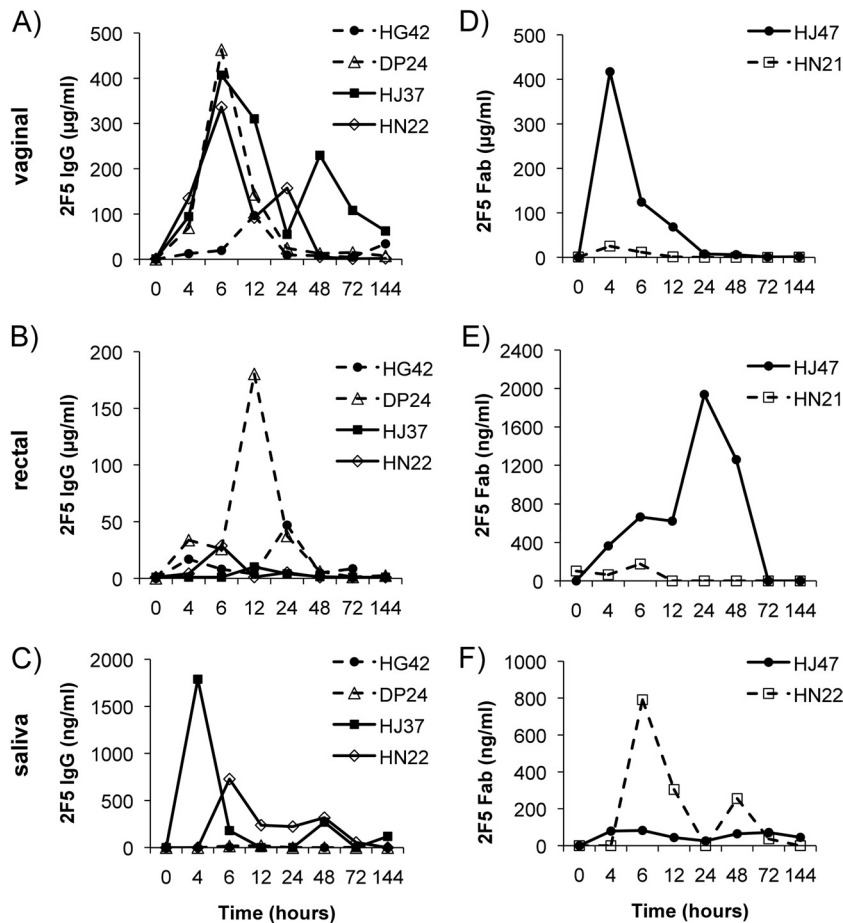 A)
vaginal
2F5 IgG (µg/ml)
500
400
300
200
100
0
0 4 6 12 24 48 72 144
HG42
DP24
HJ37
HN22
D)
2F5 Fab (µg/ml)
500
400
300
200
100
0
0 4 6 12 24 48 72 144
HJ47
HN21
B)
rectal
2F5 IgG (µg/ml)
200
150
100
50
0
0 4 6 12 24 48 72 144
HG42
DP24
HJ37
HN22
E)
2F5 Fab (ng/ml)
2400
2000
1600
1200
800
400
0
0 4 6 12 24 48 72 144
HJ47
HN21
C)
saliva
2F5 IgG (ng/ml)
2000
1500
1000
500
0
0 4 6 12 24 48 72 144
Time (hours)
HG42
DP24
HJ37
HN22
F)
2F5 Fab (ng/ml)
1000
800
600
400
200
0
0 4 6 12 24 48 72 144
Time (hours)
HJ47
HN22